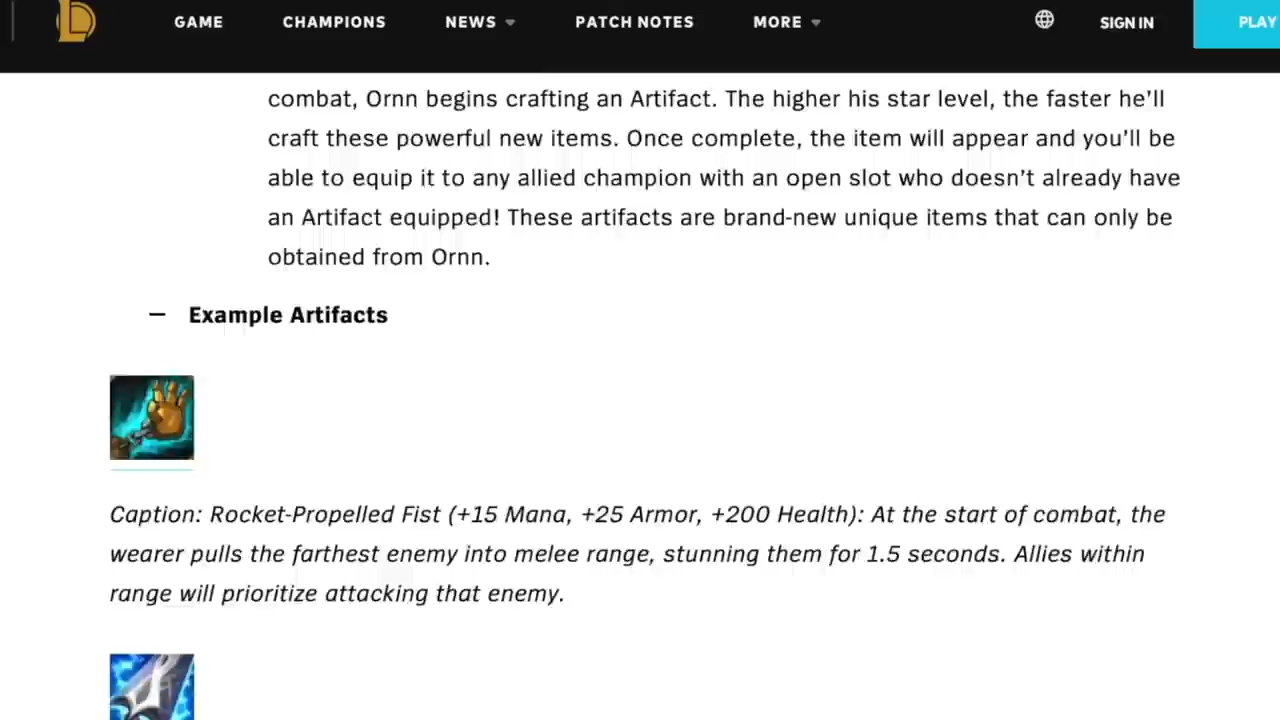 GAME CHAMPIONS NEWS PATCH NOTES MORE SIGN IN PLAY
combat, Ornn begins crafting an Artifact. The higher his star level, the faster he’ll
craft these powerful new items. Once complete, the item will appear and you’ll be
able to equip it to any allied champion with an open slot who doesn’t already have
an Artifact equipped! These artifacts are brand-new unique items that can only be
obtained from Ornn.
— Example Artifacts
Caption: Rocket-Propelled Fist (+15 Mana, +25 Armor, +200 Health): At the start of combat, the
wearer pulls the farthest enemy into melee range, stunning them for 1.5 seconds. Allies within
range will prioritize attacking that enemy.